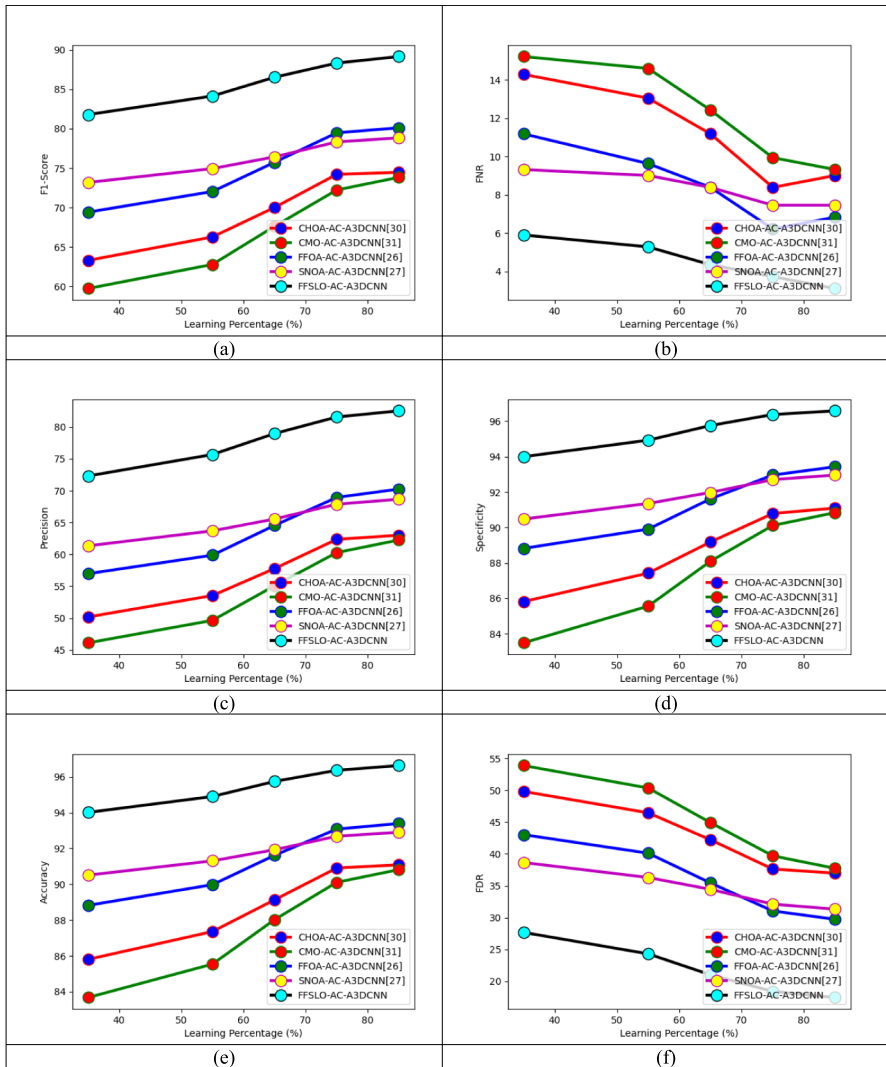 F1-Score
90
85
80
75
70
65
60
40
50
60
70
80
Learning Percentage (%)
CHOA-AC-A3DCNN[30]
CMO-AC-A3DCNN[31]
FFOA-AC-A3DCNN[26]
SNOA-AC-A3DCNN[27]
FFSLO-AC-A3DCNN
(a)
FNR
14
12
10
8
6
4
40
50
60
70
80
Learning Percentage (%)
CHOA-AC-A3DCNN[30]
CMO-AC-A3DCNN[31]
FFOA-AC-A3DCNN[26]
SNOA-AC-A3DCNN[27]
FFSLO-AC-A3DCNN
(b)
Precision
80
75
70
65
60
55
50
45
40
50
60
70
80
Learning Percentage (%)
CHOA-AC-A3DCNN[30]
CMO-AC-A3DCNN[31]
FFOA-AC-A3DCNN[26]
SNOA-AC-A3DCNN[27]
FFSLO-AC-A3DCNN
(c)
Specificity
96
94
92
90
88
86
84
40
50
60
70
80
Learning Percentage (%)
CHOA-AC-A3DCNN[30]
CMO-AC-A3DCNN[31]
FFOA-AC-A3DCNN[26]
SNOA-AC-A3DCNN[27]
FFSLO-AC-A3DCNN
(d)
Accuracy
96
94
92
90
88
86
84
40
50
60
70
80
Learning Percentage (%)
CHOA-AC-A3DCNN[30]
CMO-AC-A3DCNN[31]
FFOA-AC-A3DCNN[26]
SNOA-AC-A3DCNN[27]
FFSLO-AC-A3DCNN
(e)
FDR
55
50
45
40
35
30
25
20
40
50
60
70
80
Learning Percentage (%)
CHOA-AC-A3DCNN[30]
CMO-AC-A3DCNN[31]
FFOA-AC-A3DCNN[26]
SNOA-AC-A3DCNN[27]
FFSLO-AC-A3DCNN
(f)